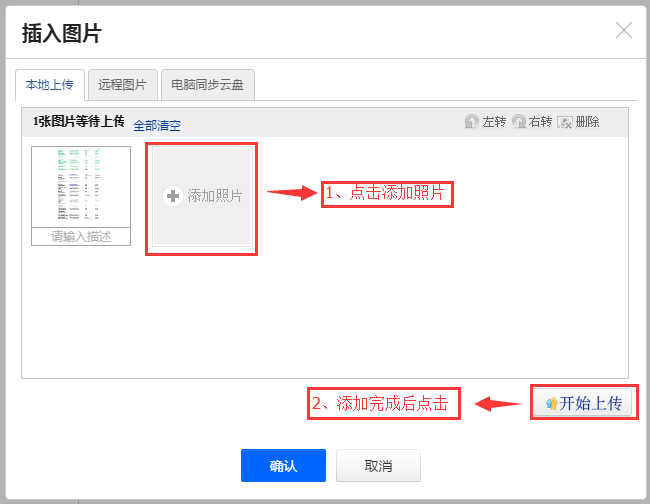 插入图片
本地上传 远程图片 电脑同步云盘
1张图片等待上传 全部清空 左转 右转 删除
添加照片 1、点击添加照片
请输入描述
2、添加完成后点击 开始上传
确认 取消